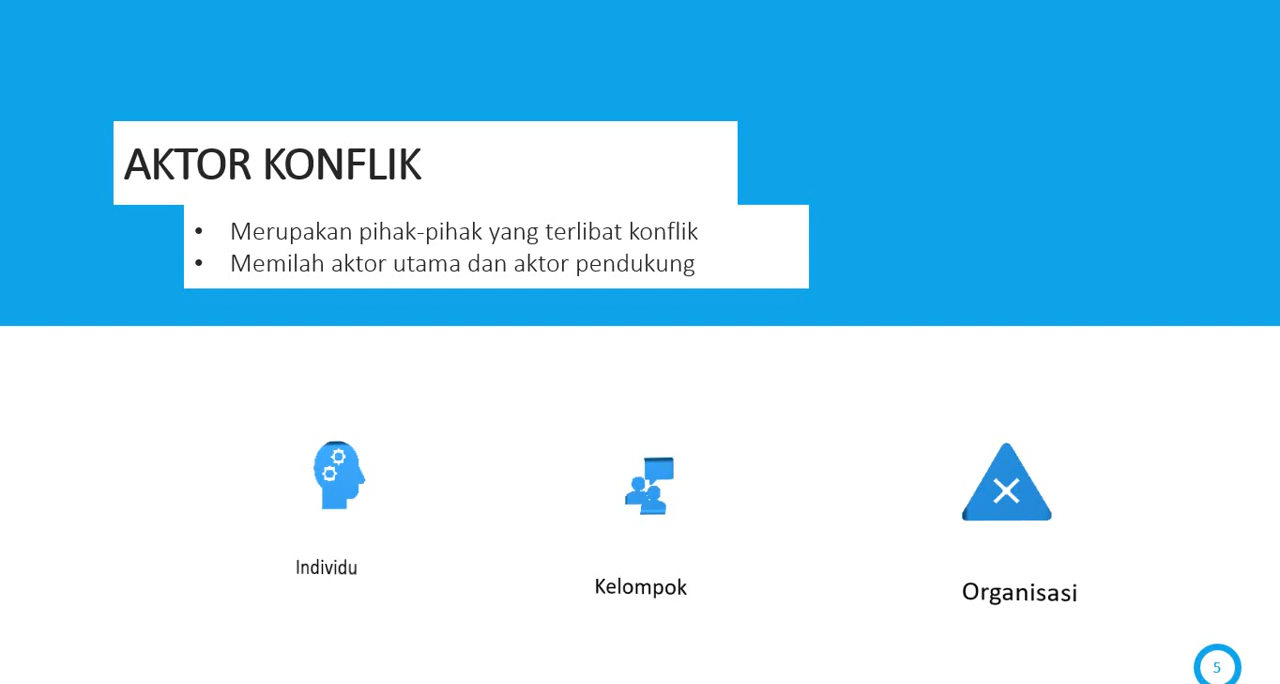 AKTOR KONFLIK
• Merupakan pihak-pihak yang terlibat konflik
• Memilah aktor utama dan aktor pendukung
Individu
Kelompok
Organisasi
5